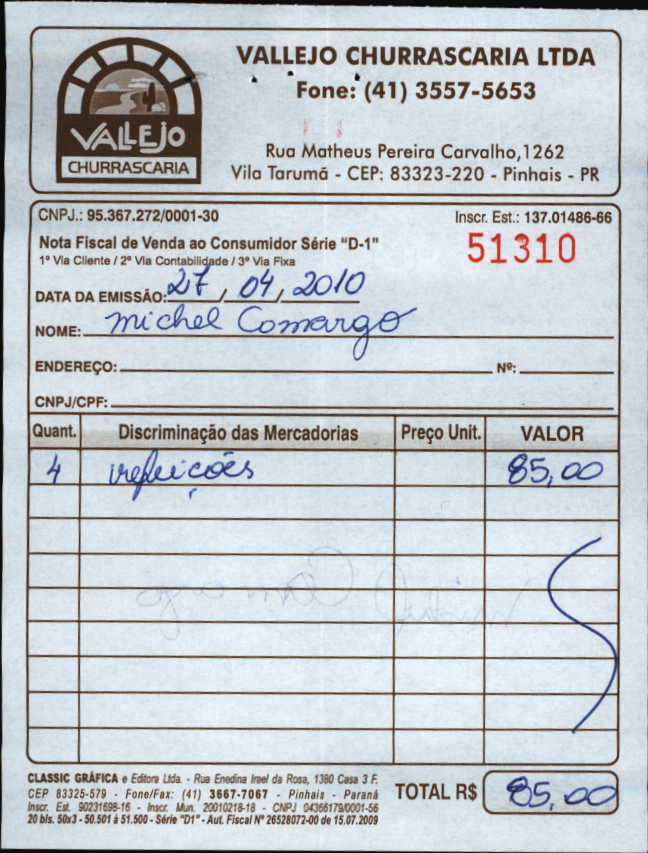 VALLEJO CHURRASCARIA LTDA
Fone: (41) 3557-5653
VALLEJO
CHURRASCARIA
Rua Matheus Pereira Carvalho,1262
Vila Tarumã - CEP: 83323-220 - Pinhais - PR
CNPJ.: 95.367.272/0001-30 Inscr. Est.: 137.01486-66
Nota Fiscal de Venda ao Consumidor Série "D-1" 51310
1ª Via Cliente / 2ª Via Contabilidade / 3ª Via Fixa
DATA DA EMISSÃO: 27 / 04 / 2010
NOME: Michel Camargo
ENDEREÇO: Nº:
CNPJ/CPF:
Quant. Discriminação das Mercadorias Preço Unit. VALOR
4 refeições 85,00
CLASSIC GRÁFICA e Editora Ltda. - Rua Enedina da Rosa, 1380 Casa 3 F.
CEP 83325-579 - Fone/Fax: (41) 3667-7067 - Pinhais - Paraná
Inscr. Est. 90231698-16 - Inscr. Mun. 20010218-18 - CNPJ 04366179/0001-56
20 bls. 50x3 - 50.501 á 51.500 - Série "D1" - Aut. Fiscal Nº 26528072-00 de 15.07.2009
TOTAL R$ 85,00